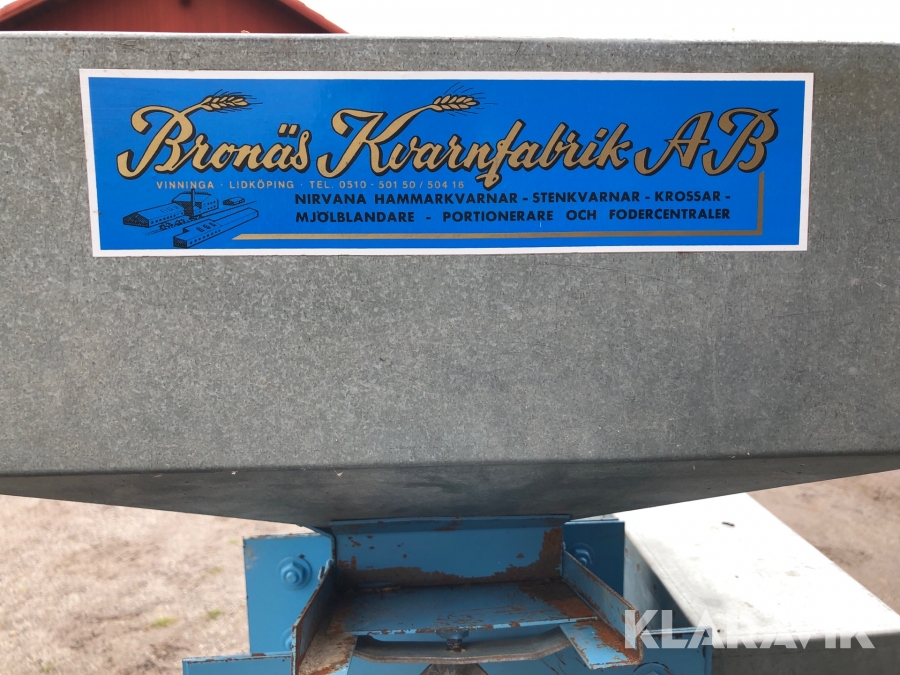 Bronäs Kvarnfabrik AB
VINNINGA · LIDKÖPING · TEL. 0510 - 501 50 / 504 16
NIRVANA HAMMARKVARNAR - STENKVARNAR - KROSSAR -
MJÖLBLANDARE - PORTIONERARE OCH FODERCENTRALER
KLARAVIK